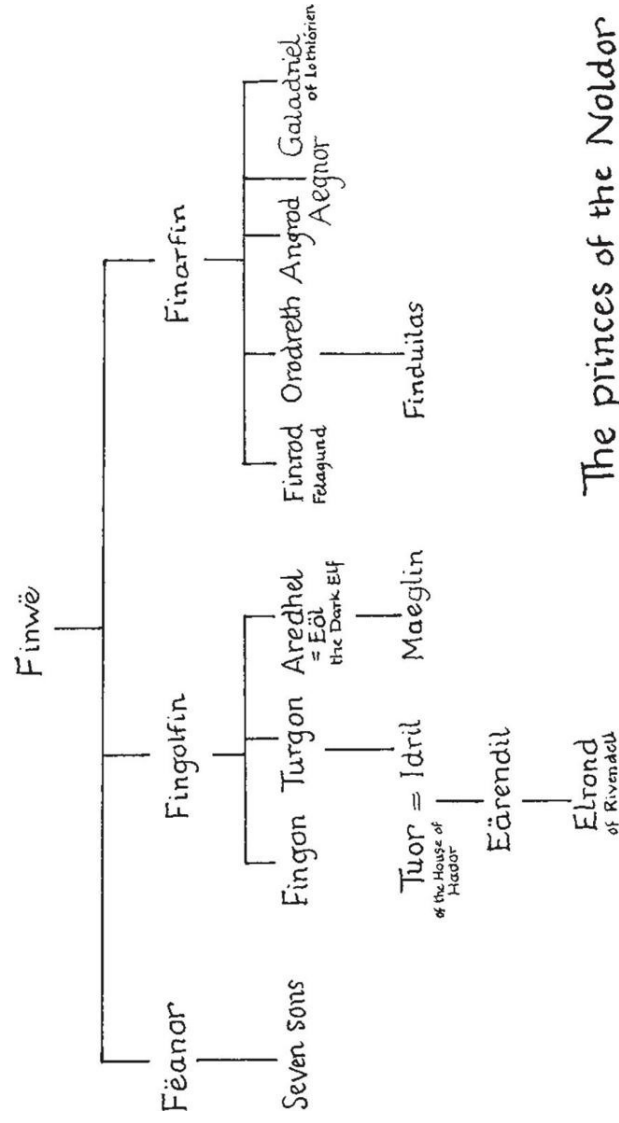 Finwë
Fëanor Fingolfin Finarfin
Seven sons Fingon Turgon Aredhel Finrod Orodreth Angrod Galadriel
= Eöl Felagund Aegnor of Lothlórien
the Dark Elf
Tuor = Idril Maeglin Finduilas
of the House of
Hador
Eärendil
Elrond
of Rivendell
The princes of the Noldor